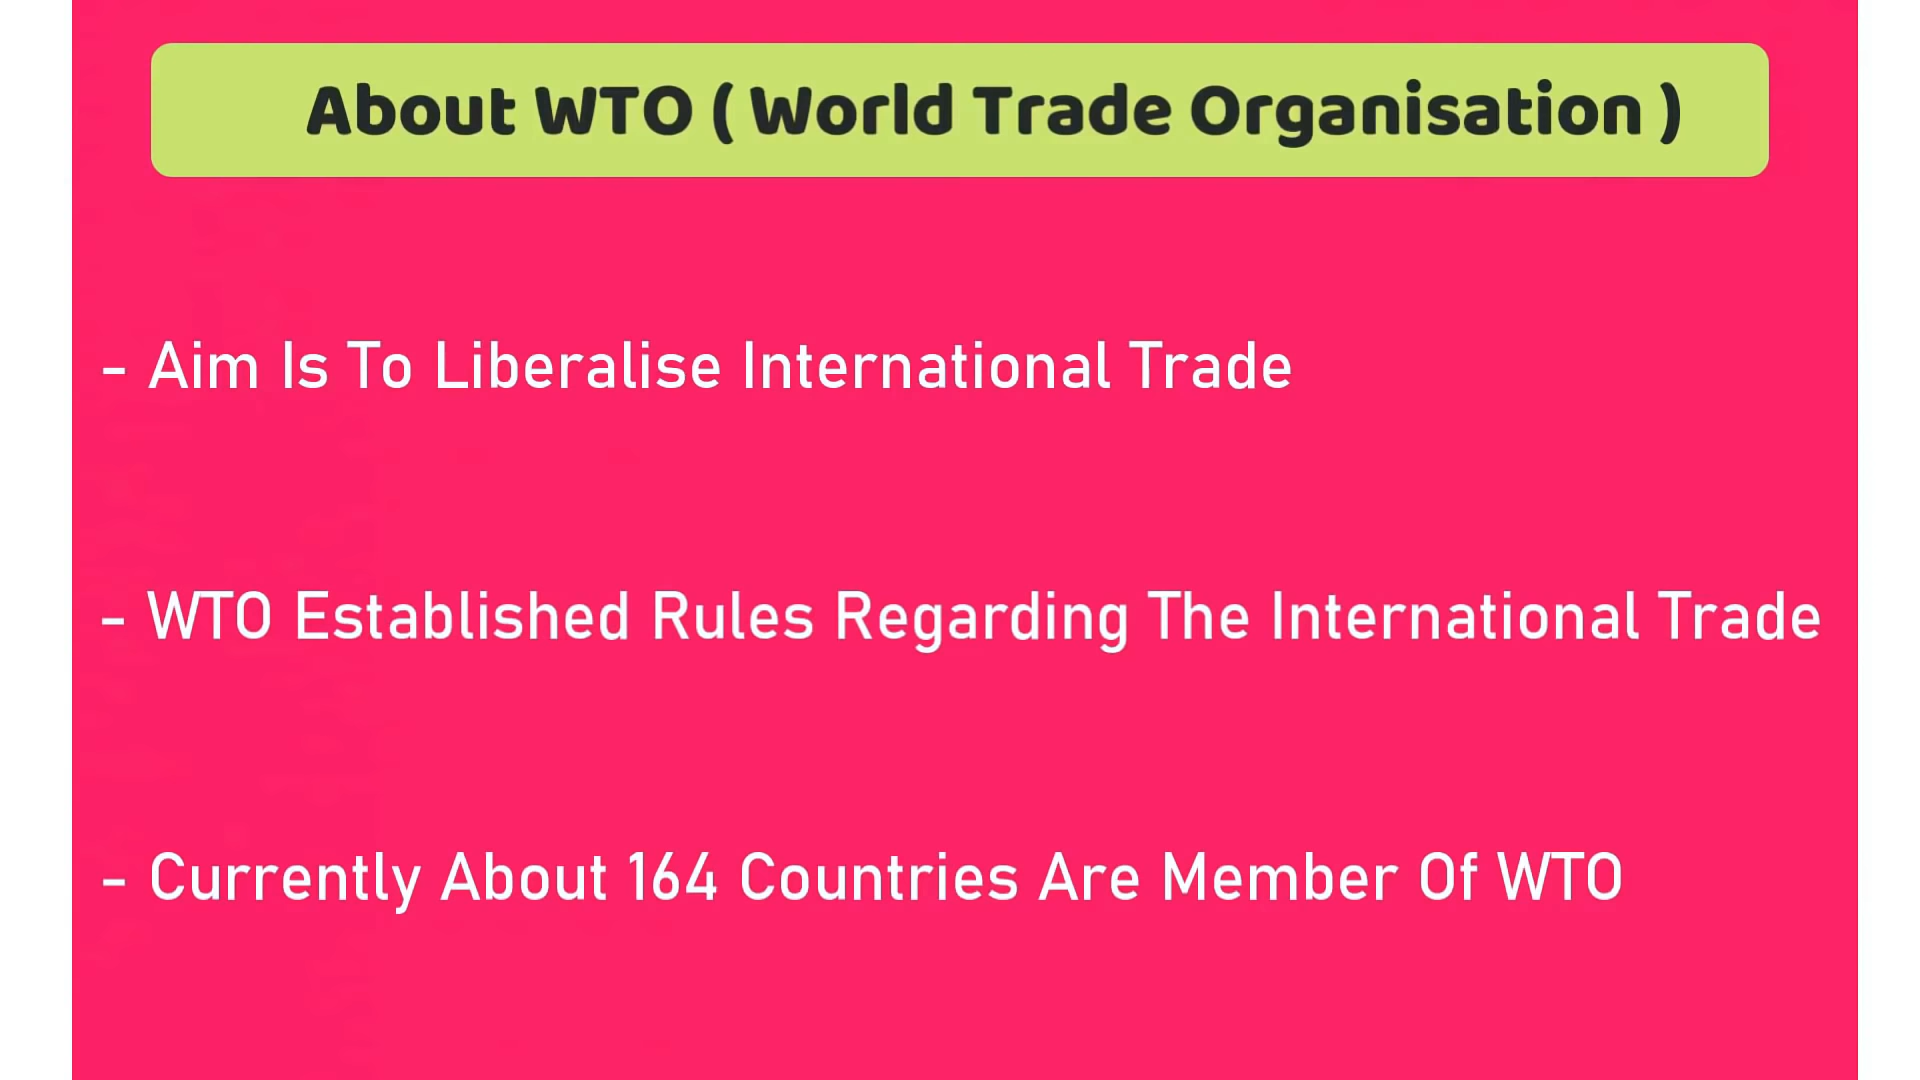 About WTO ( World Trade Organisation )
- Aim Is To Liberalise International Trade
- WTO Established Rules Regarding The International Trade
- Currently About 164 Countries Are Member Of WTO